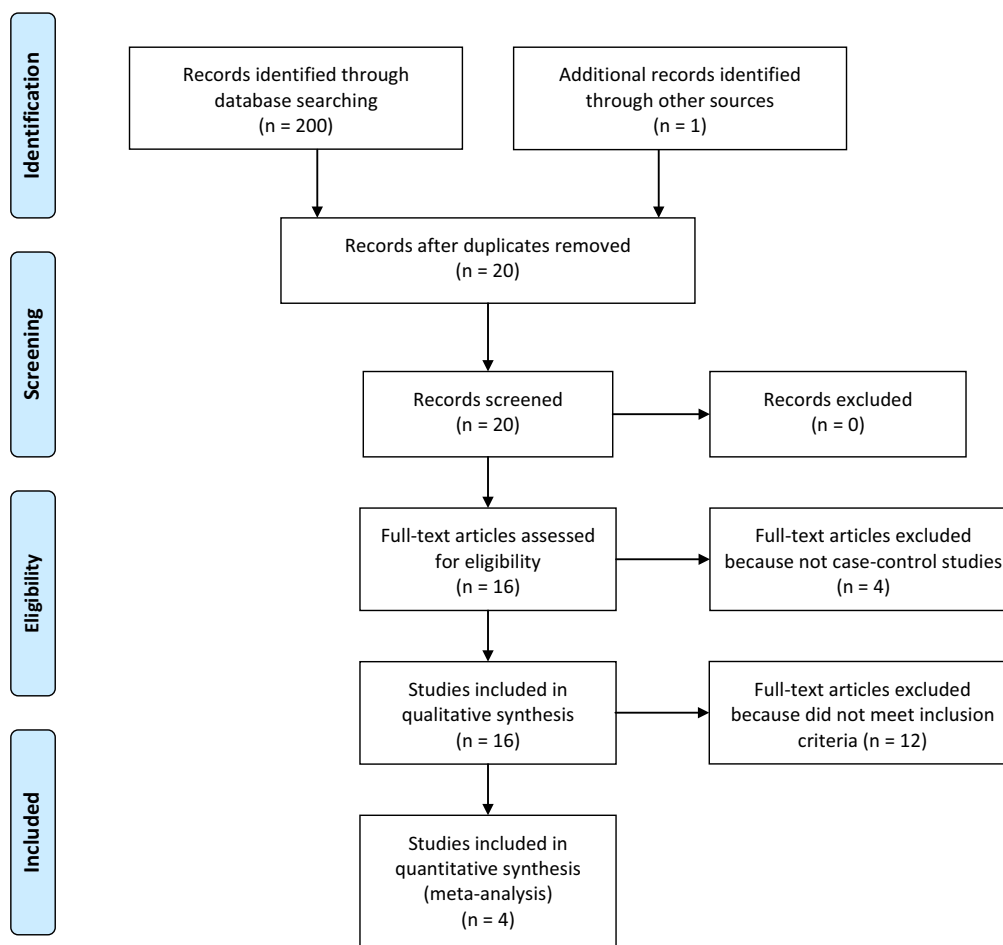 Identification
Records identified through
database searching
(n = 200)
Additional records identified
through other sources
(n = 1)
Records after duplicates removed
(n = 20)
Screening
Records screened
(n = 20)
Records excluded
(n = 0)
Eligibility
Full-text articles assessed
for eligibility
(n = 16)
Full-text articles excluded
because not case-control studies
(n = 4)
Studies included in
qualitative synthesis
(n = 16)
Full-text articles excluded
because did not meet inclusion
criteria (n = 12)
Included
Studies included in
quantitative synthesis
(meta-analysis)
(n = 4)